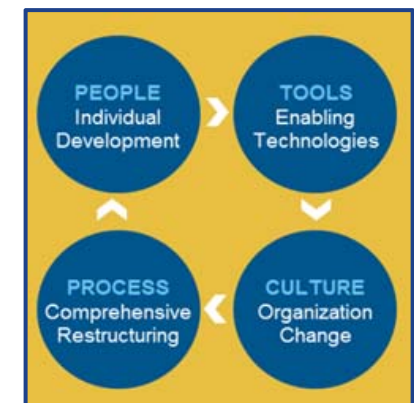 PEOPLE
Individual
Development
TOOLS
Enabling
Technologies
PROCESS
Comprehensive
Restructuring
CULTURE
Organization
Change